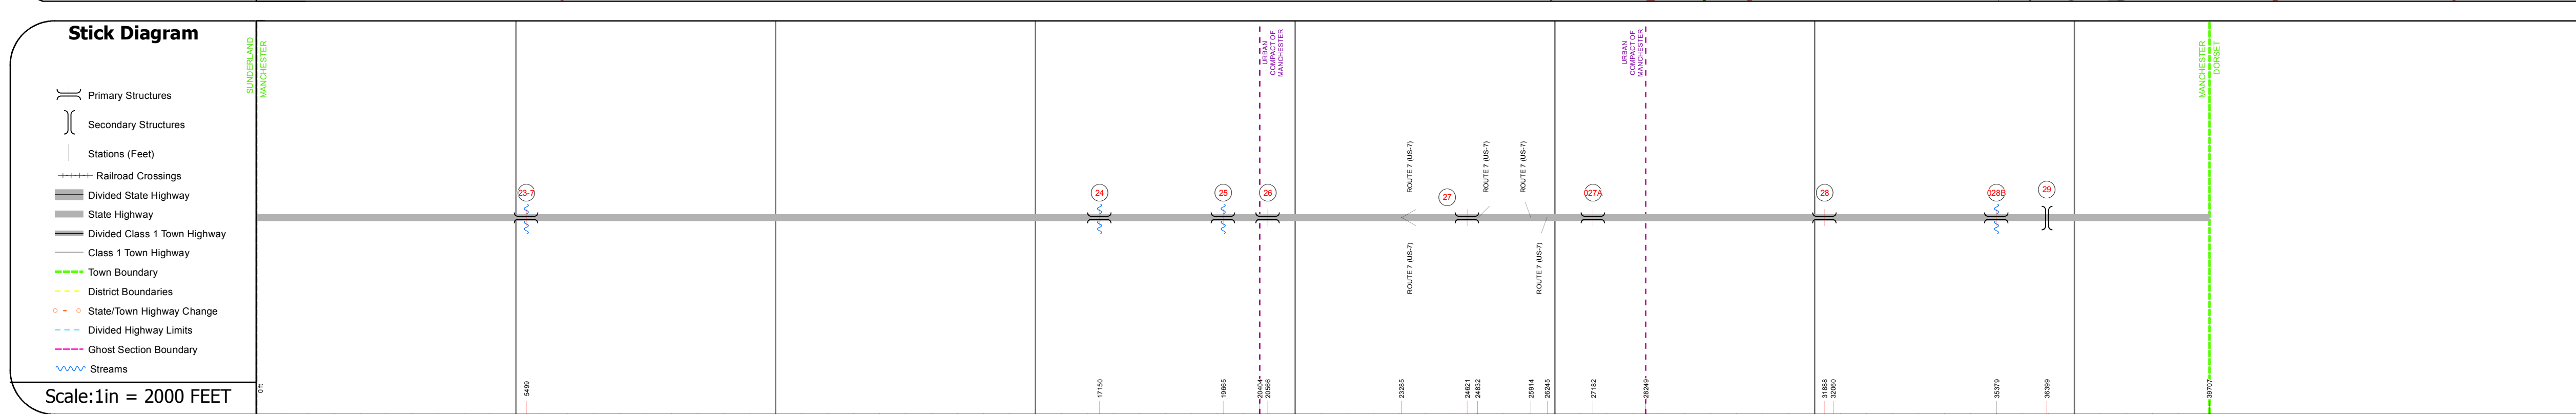 Stick Diagram
Primary Structures
Secondary Structures
Stations (Feet)
Railroad Crossings
Divided State Highway
State Highway
Divided Class 1 Town Highway
Class 1 Town Highway
Town Boundary
District Boundaries
State/Town Highway Change
Divided Highway Limits
Ghost Section Boundary
Streams
Scale:1in = 2000 FEET
SUNDERLAND
MANCHESTER
URBAN
COMPACT OF
MANCHESTER
URBAN
COMPACT OF
MANCHESTER
MANCHESTER
DORSET
ROUTE 7 (US-7)
ROUTE 7 (US-7)
ROUTE 7 (US-7)
23-7
24
25
26
27
027A
28
028B
29
ROUTE 7 (US-7)
ROUTE 7 (US-7)
0 ft
5499
17150
19665
20404
20566
23285
24621
24832
25914
26245
27182
28249
31888
32060
35379
36399
39707